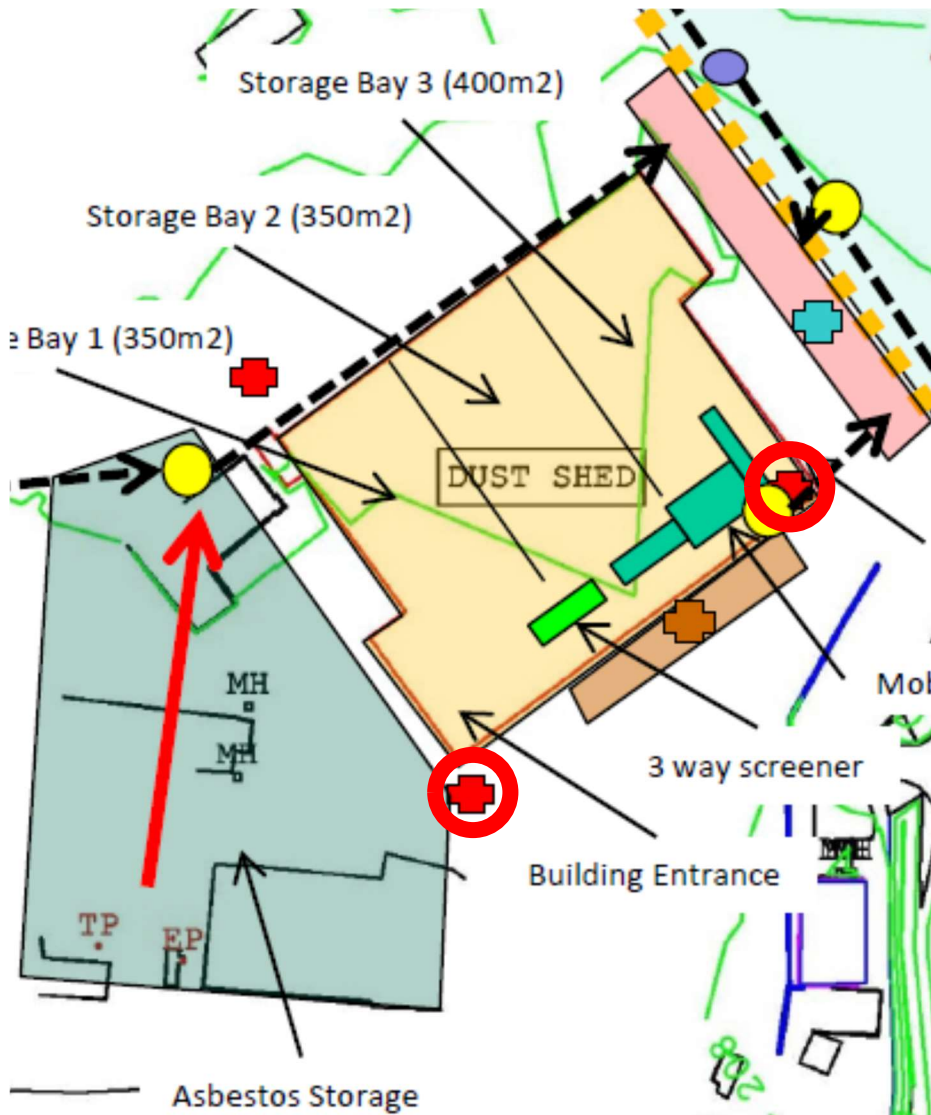 Storage Bay 3 (400m2)
Storage Bay 2 (350m2)
e Bay 1 (350m2)
DUST SHED
MH
MH
Mob
3 way screener
Building Entrance
TP
EP
Asbestos Storage